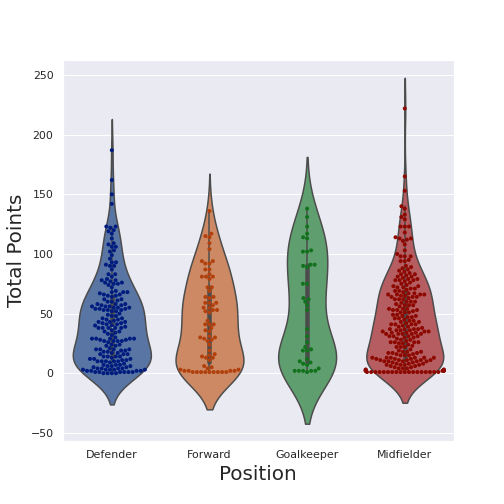 Total Points
250
200
150
100
50
0
−50
Defender
Forward
Goalkeeper
Midfielder
Position